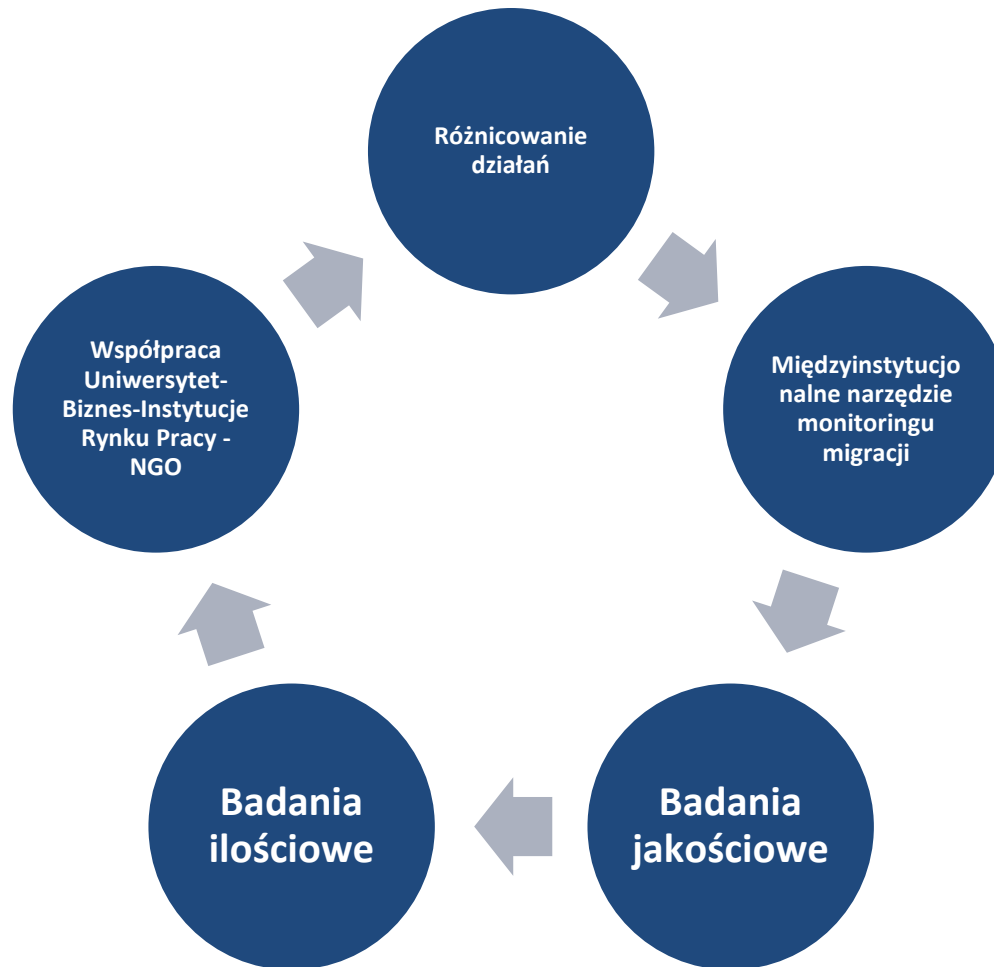 Różnicowanie
działań
Międzyinstytucjo
nalne narzędzie
monitoringu
migracji
Badania
jakościowe
Badania
ilościowe
Współpraca
Uniwersytet-
Biznes-Instytucje
Rynku Pracy -
NGO